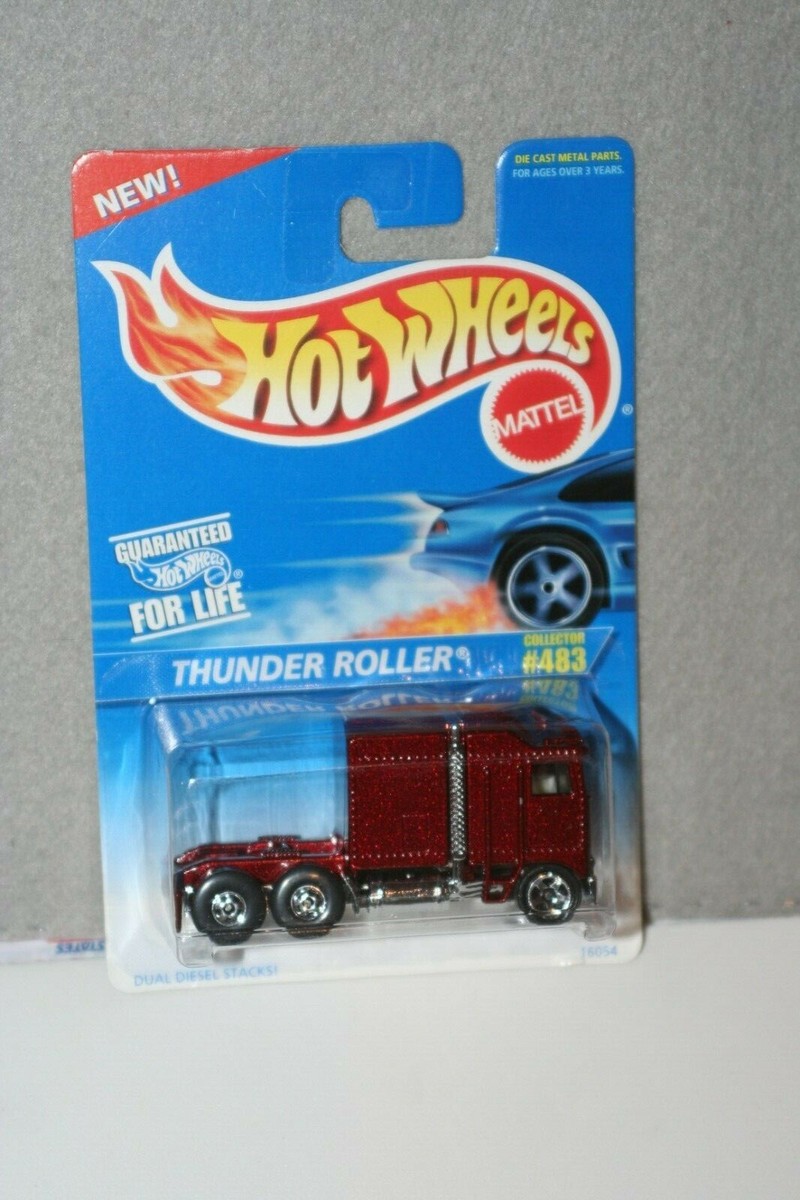 NEW!
DIE CAST METAL PARTS.
FOR AGES OVER 3 YEARS.
HOT WHEELS
MATTEL
®
GUARANTEED
HOT WHEELS ®
FOR LIFE
THUNDER ROLLER®
COLLECTOR
#483
16054
DUAL DIESEL STACKS!
STATES